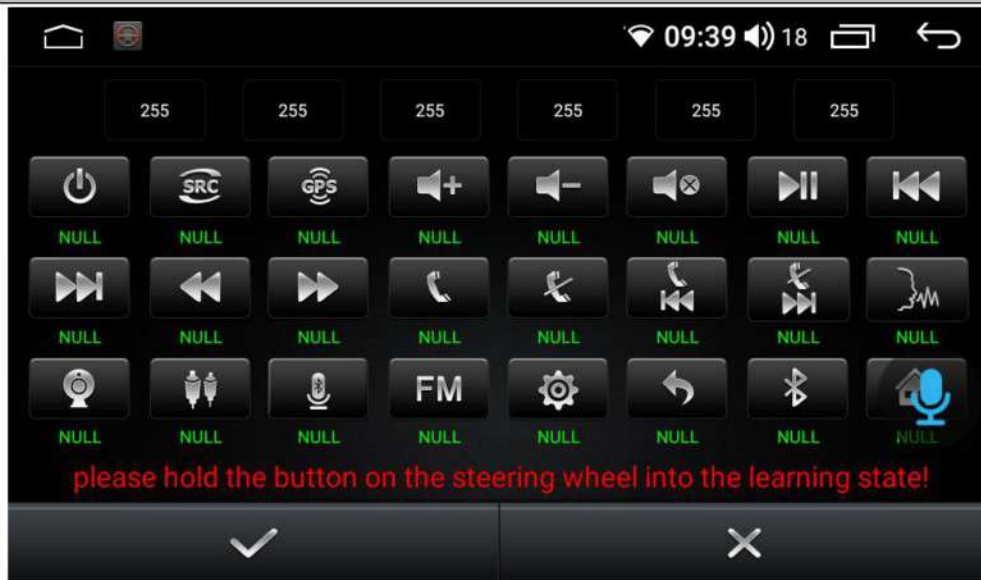 09:39 18
255 255 255 255 255 255
SRC GPS
NULL NULL NULL NULL NULL NULL NULL NULL
NULL NULL NULL NULL NULL NULL NULL NULL
FM
NULL NULL NULL NULL NULL NULL NULL NULL
please hold the button on the steering wheel into the learning state!